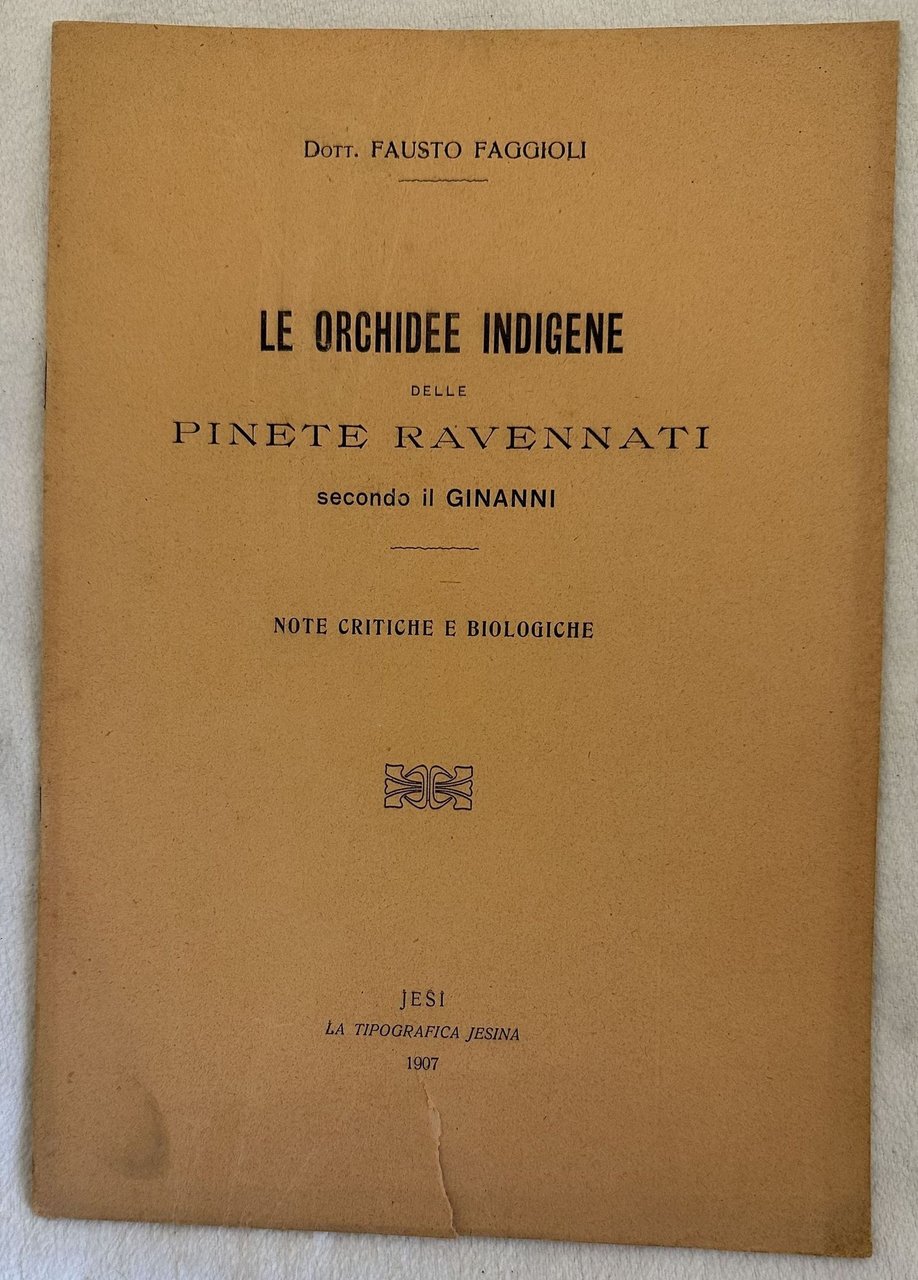 Dott. FAUSTO FAGGIOLI
LE ORCHIDEE INDIGENE
DELLE
PINETE RAVENNATI
secondo il GINANNI
NOTE CRITICHE E BIOLOGICHE
JESI
LA TIPOGRAFICA JESINA
1907